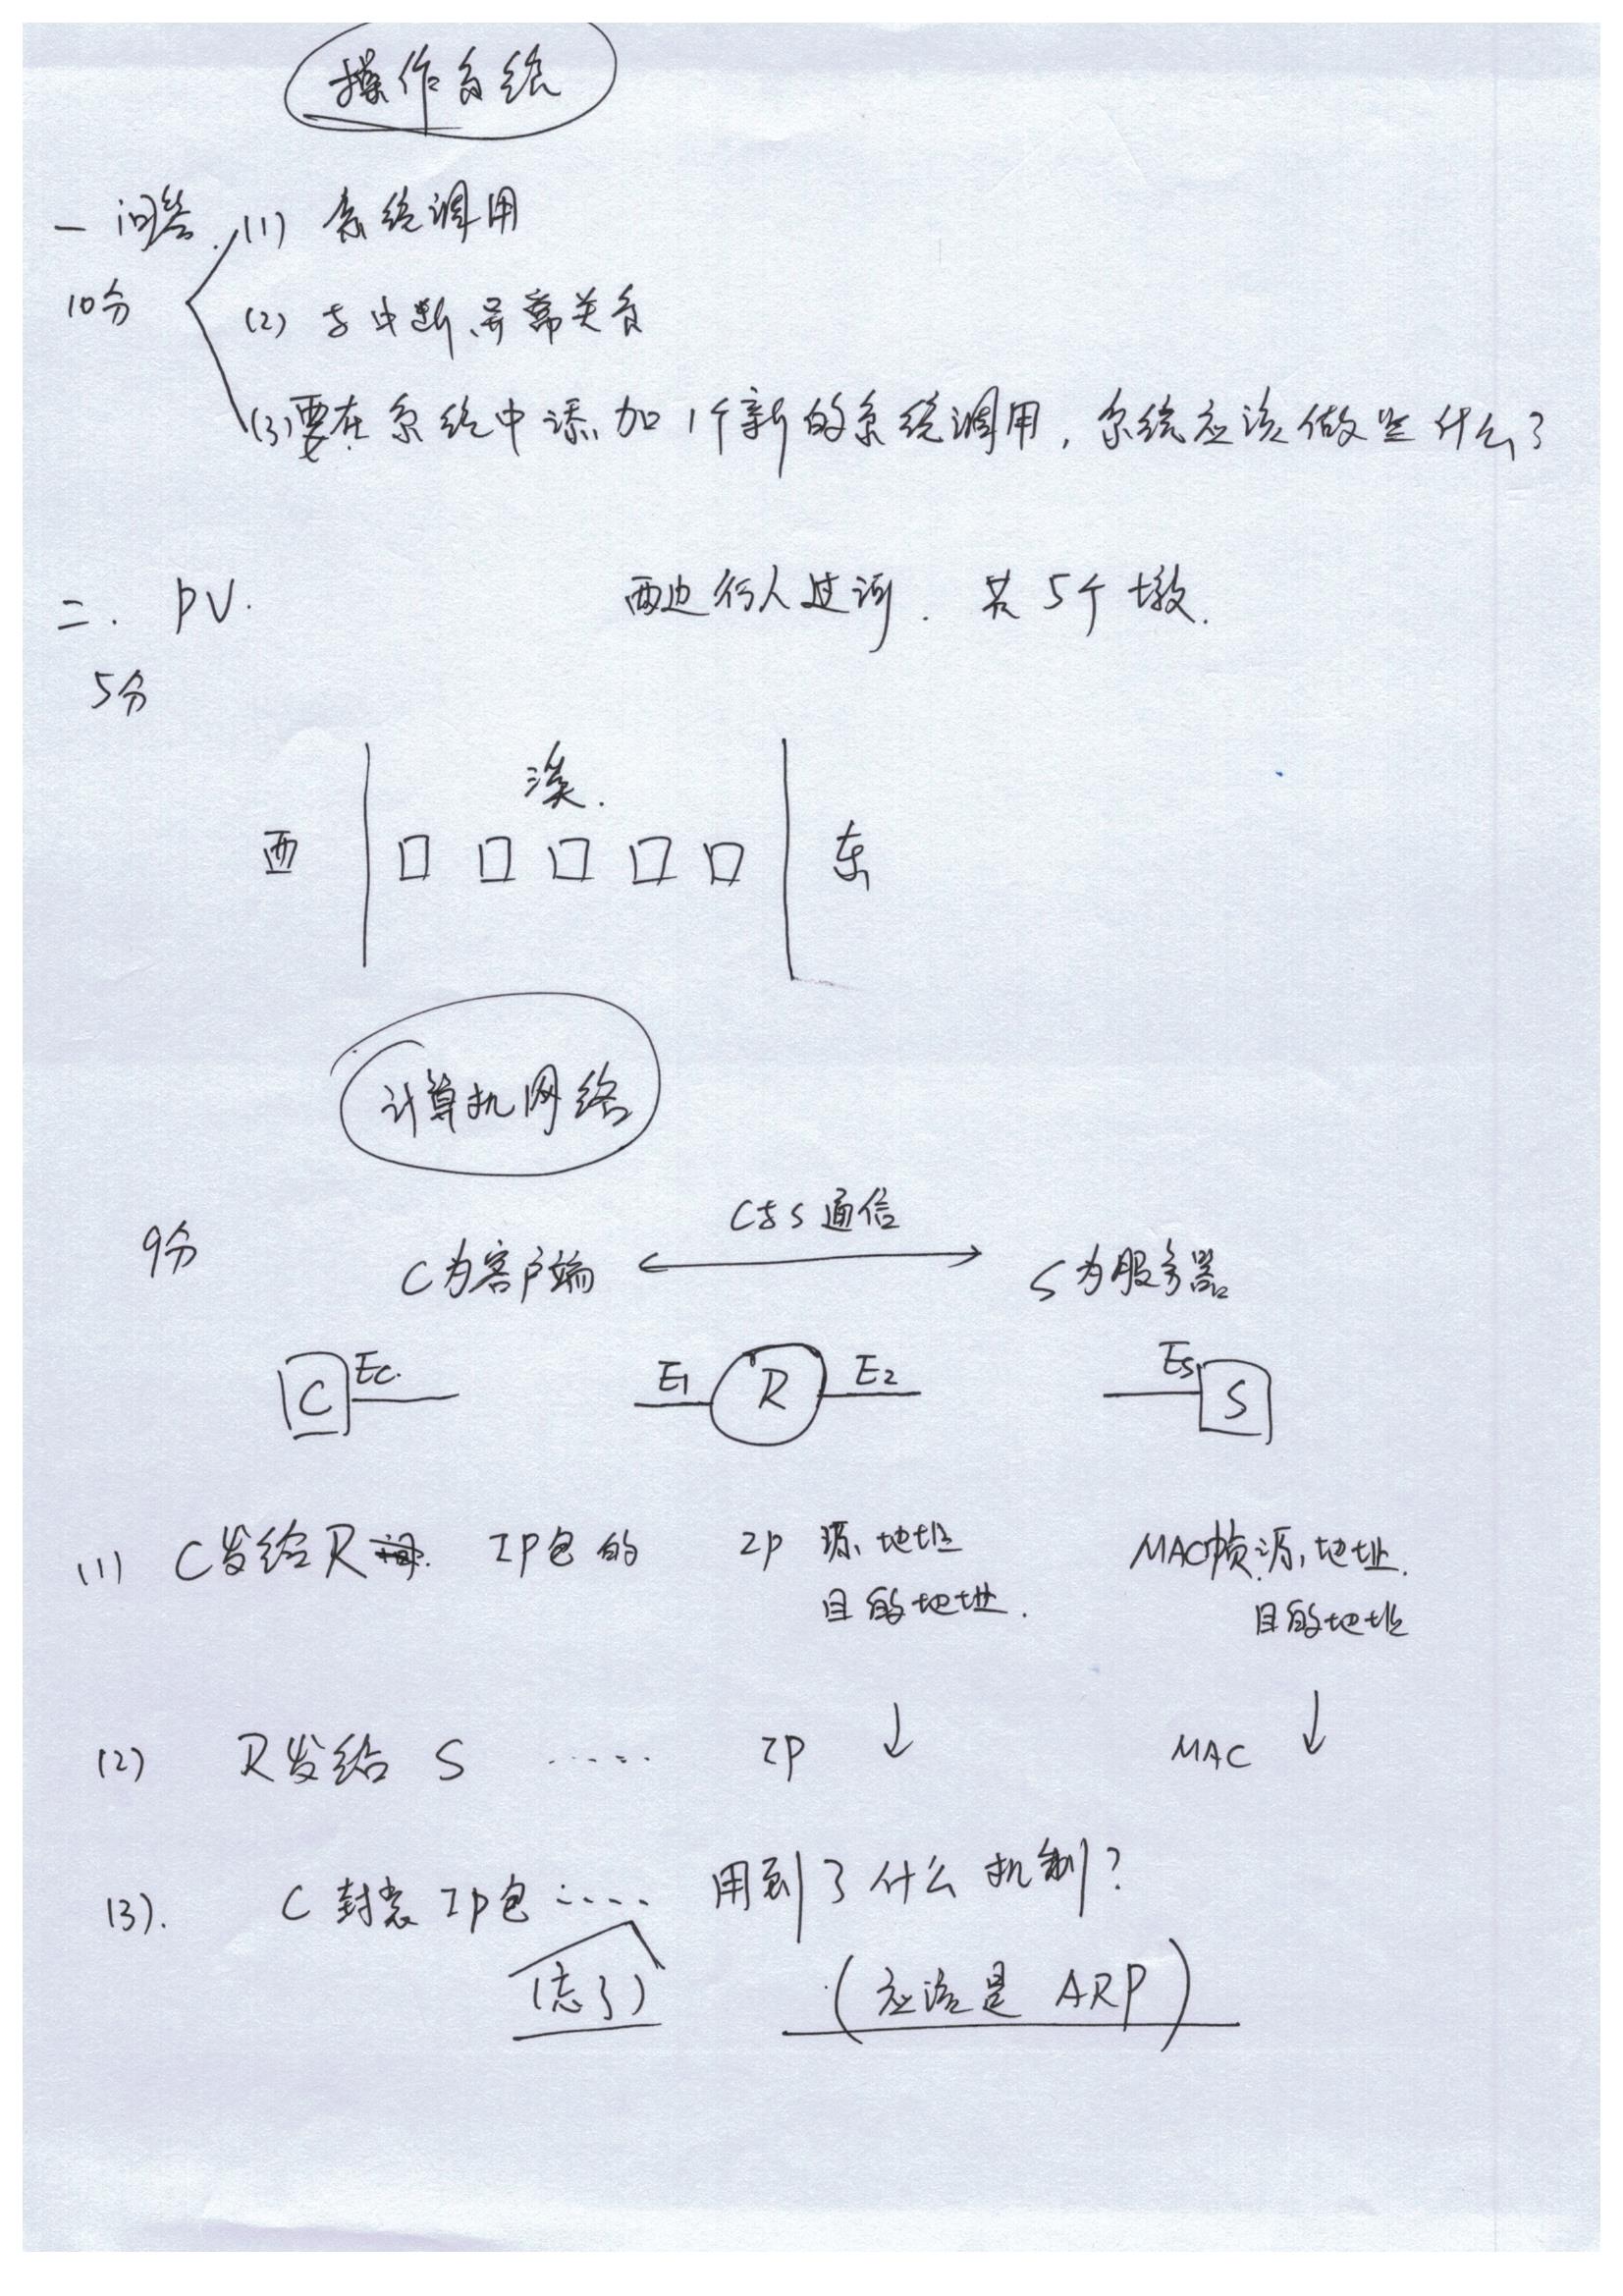 操作系统
一 问答. (1) 系统调用
10分 (2) 与中断、异常关系
(3) 要在系统中添加1个新的系统调用, 系统应该做些什么?
二. PV. 两边行人过河. 共5个墩.
5分
溪.
西 东
计算机网络
9分 C与S通信
C为客户端 S为服务器
C Ec. E1 R E2 Es S
(1) C发给R IP包的 IP 源地址 MAC帧源地址.
目的地址. 目的地址
(2) R发给 S ..... IP ↓ MAC ↓
(3). C 封装 IP包..... 用到了什么机制?
(忘了) (应该是 ARP)